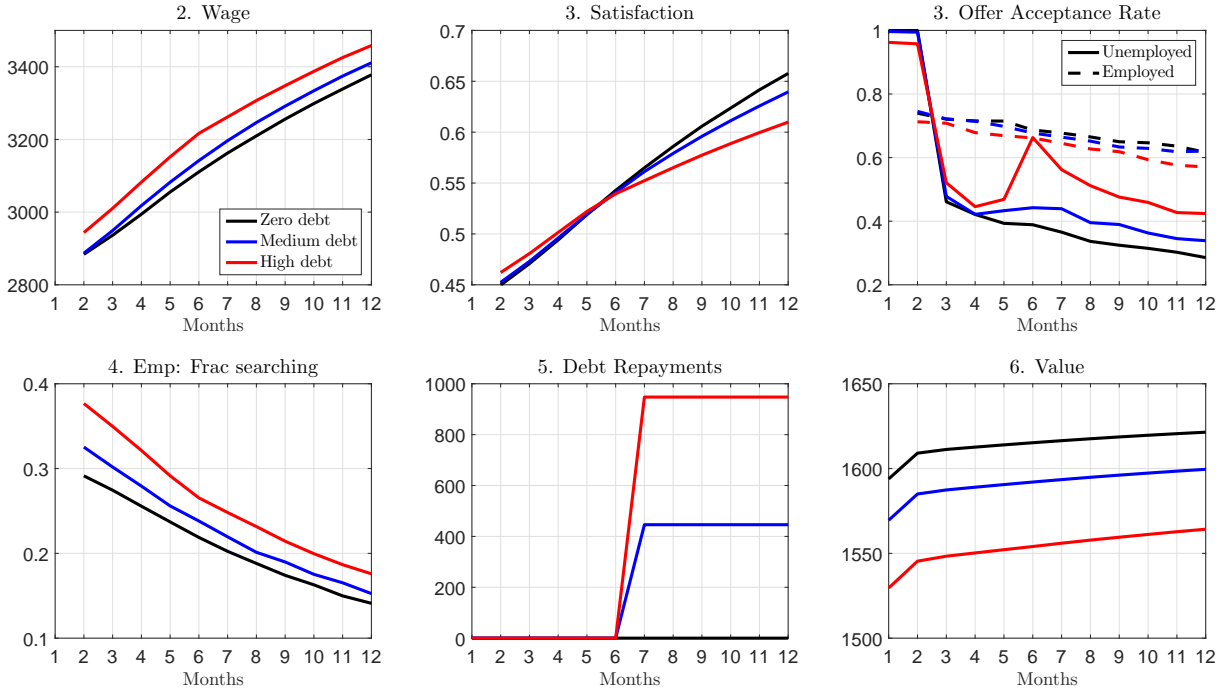 2. Wage
3400
3200
3000
2800
1 2 3 4 5 6 7 8 9 10 11 12
Months
Zero debt
Medium debt
High debt
3. Satisfaction
0.7
0.65
0.6
0.55
0.5
0.45
1 2 3 4 5 6 7 8 9 10 11 12
Months
3. Offer Acceptance Rate
1
0.8
0.6
0.4
0.2
1 2 3 4 5 6 7 8 9 10 11 12
Months
Unemployed
Employed
4. Emp: Frac searching
0.4
0.3
0.2
0.1
1 2 3 4 5 6 7 8 9 10 11 12
Months
5. Debt Repayments
1000
800
600
400
200
0
1 2 3 4 5 6 7 8 9 10 11 12
Months
6. Value
1650
1600
1550
1500
1 2 3 4 5 6 7 8 9 10 11 12
Months